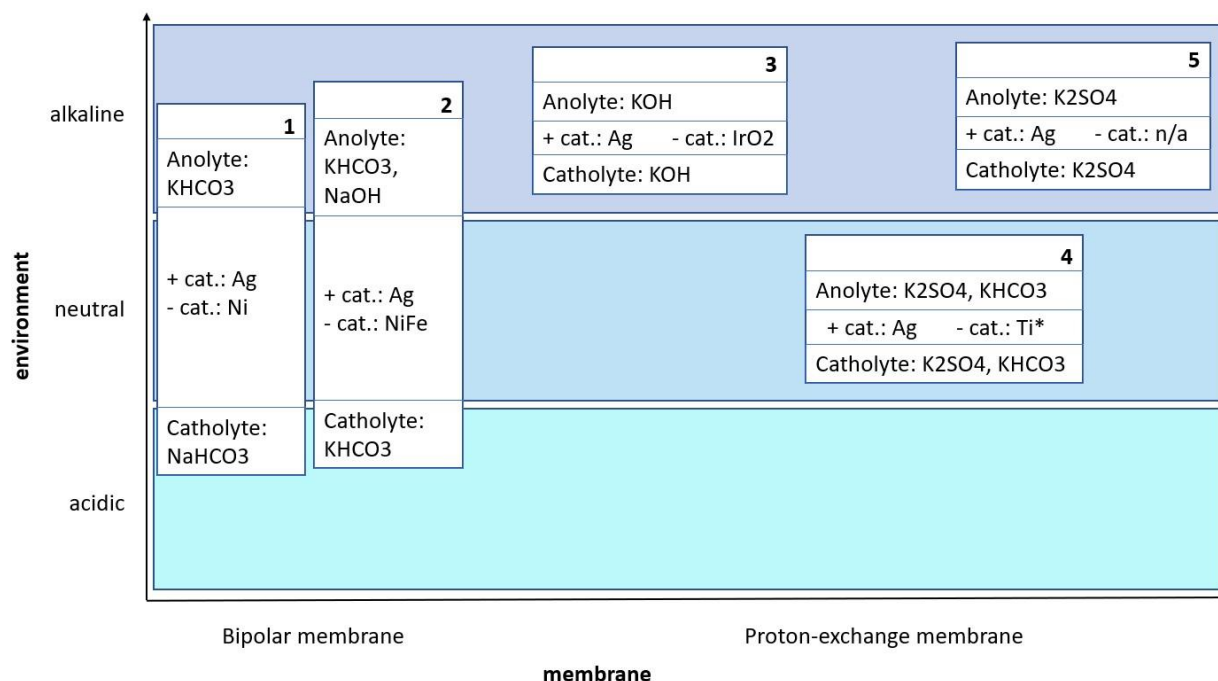 alkaline
neutral
acidic
environment
1
Anolyte:
KHCO3
+ cat.: Ag
- cat.: Ni
Catholyte:
NaHCO3
2
Anolyte:
KHCO3,
NaOH
+ cat.: Ag
- cat.: NiFe
Catholyte:
KHCO3
3
Anolyte: KOH
+ cat.: Ag - cat.: IrO2
Catholyte: KOH
5
Anolyte: K2SO4
+ cat.: Ag - cat.: n/a
Catholyte: K2SO4
4
Anolyte: K2SO4, KHCO3
+ cat.: Ag - cat.: Ti*
Catholyte: K2SO4, KHCO3
Bipolar membrane
Proton-exchange membrane
membrane